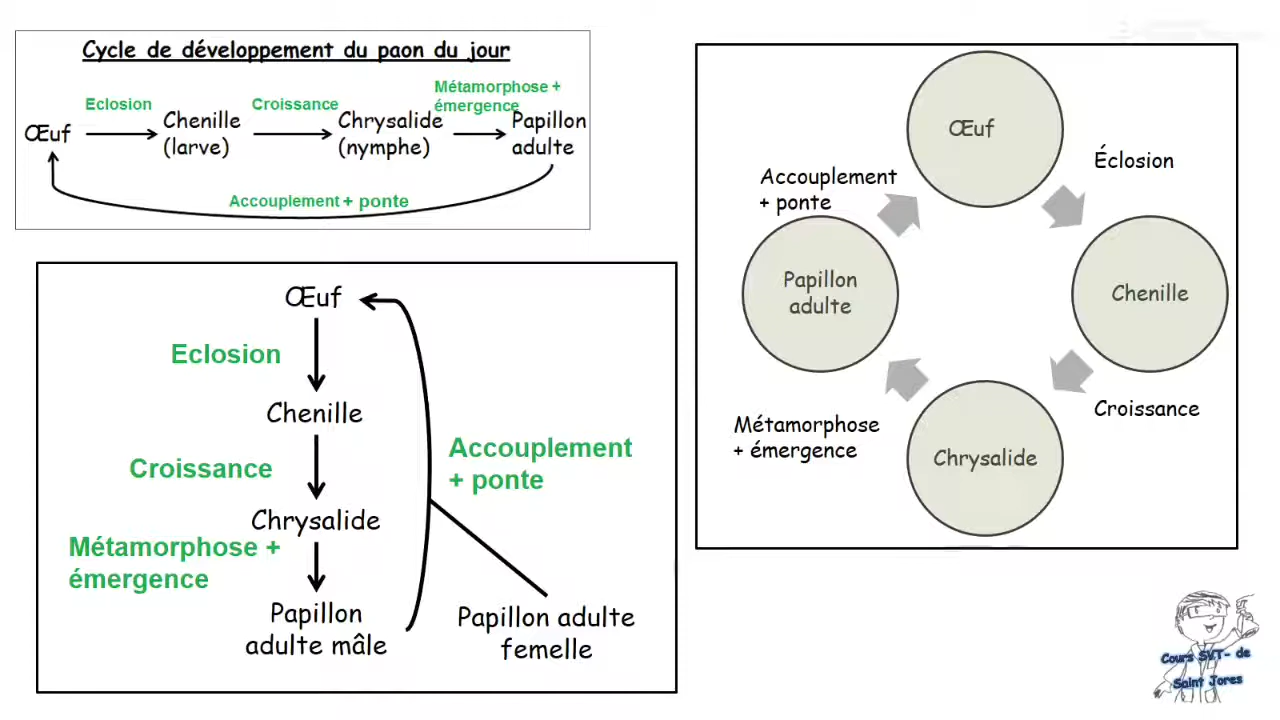 Cycle de développement du paon du jour
Eclosion
Croissance
Métamorphose +
émergence
Œuf
Chenille
(larve)
Chrysalide
(nymphe)
Papillon
adulte
Accouplement + ponte
Œuf
Eclosion
Chenille
Croissance
Accouplement
+ ponte
Chrysalide
Métamorphose +
émergence
Papillon
adulte mâle
Papillon adulte
femelle
Œuf
Éclosion
Accouplement
+ ponte
Papillon
adulte
Chenille
Croissance
Métamorphose
+ émergence
Chrysalide
Cours SVT- de
Saint Jores